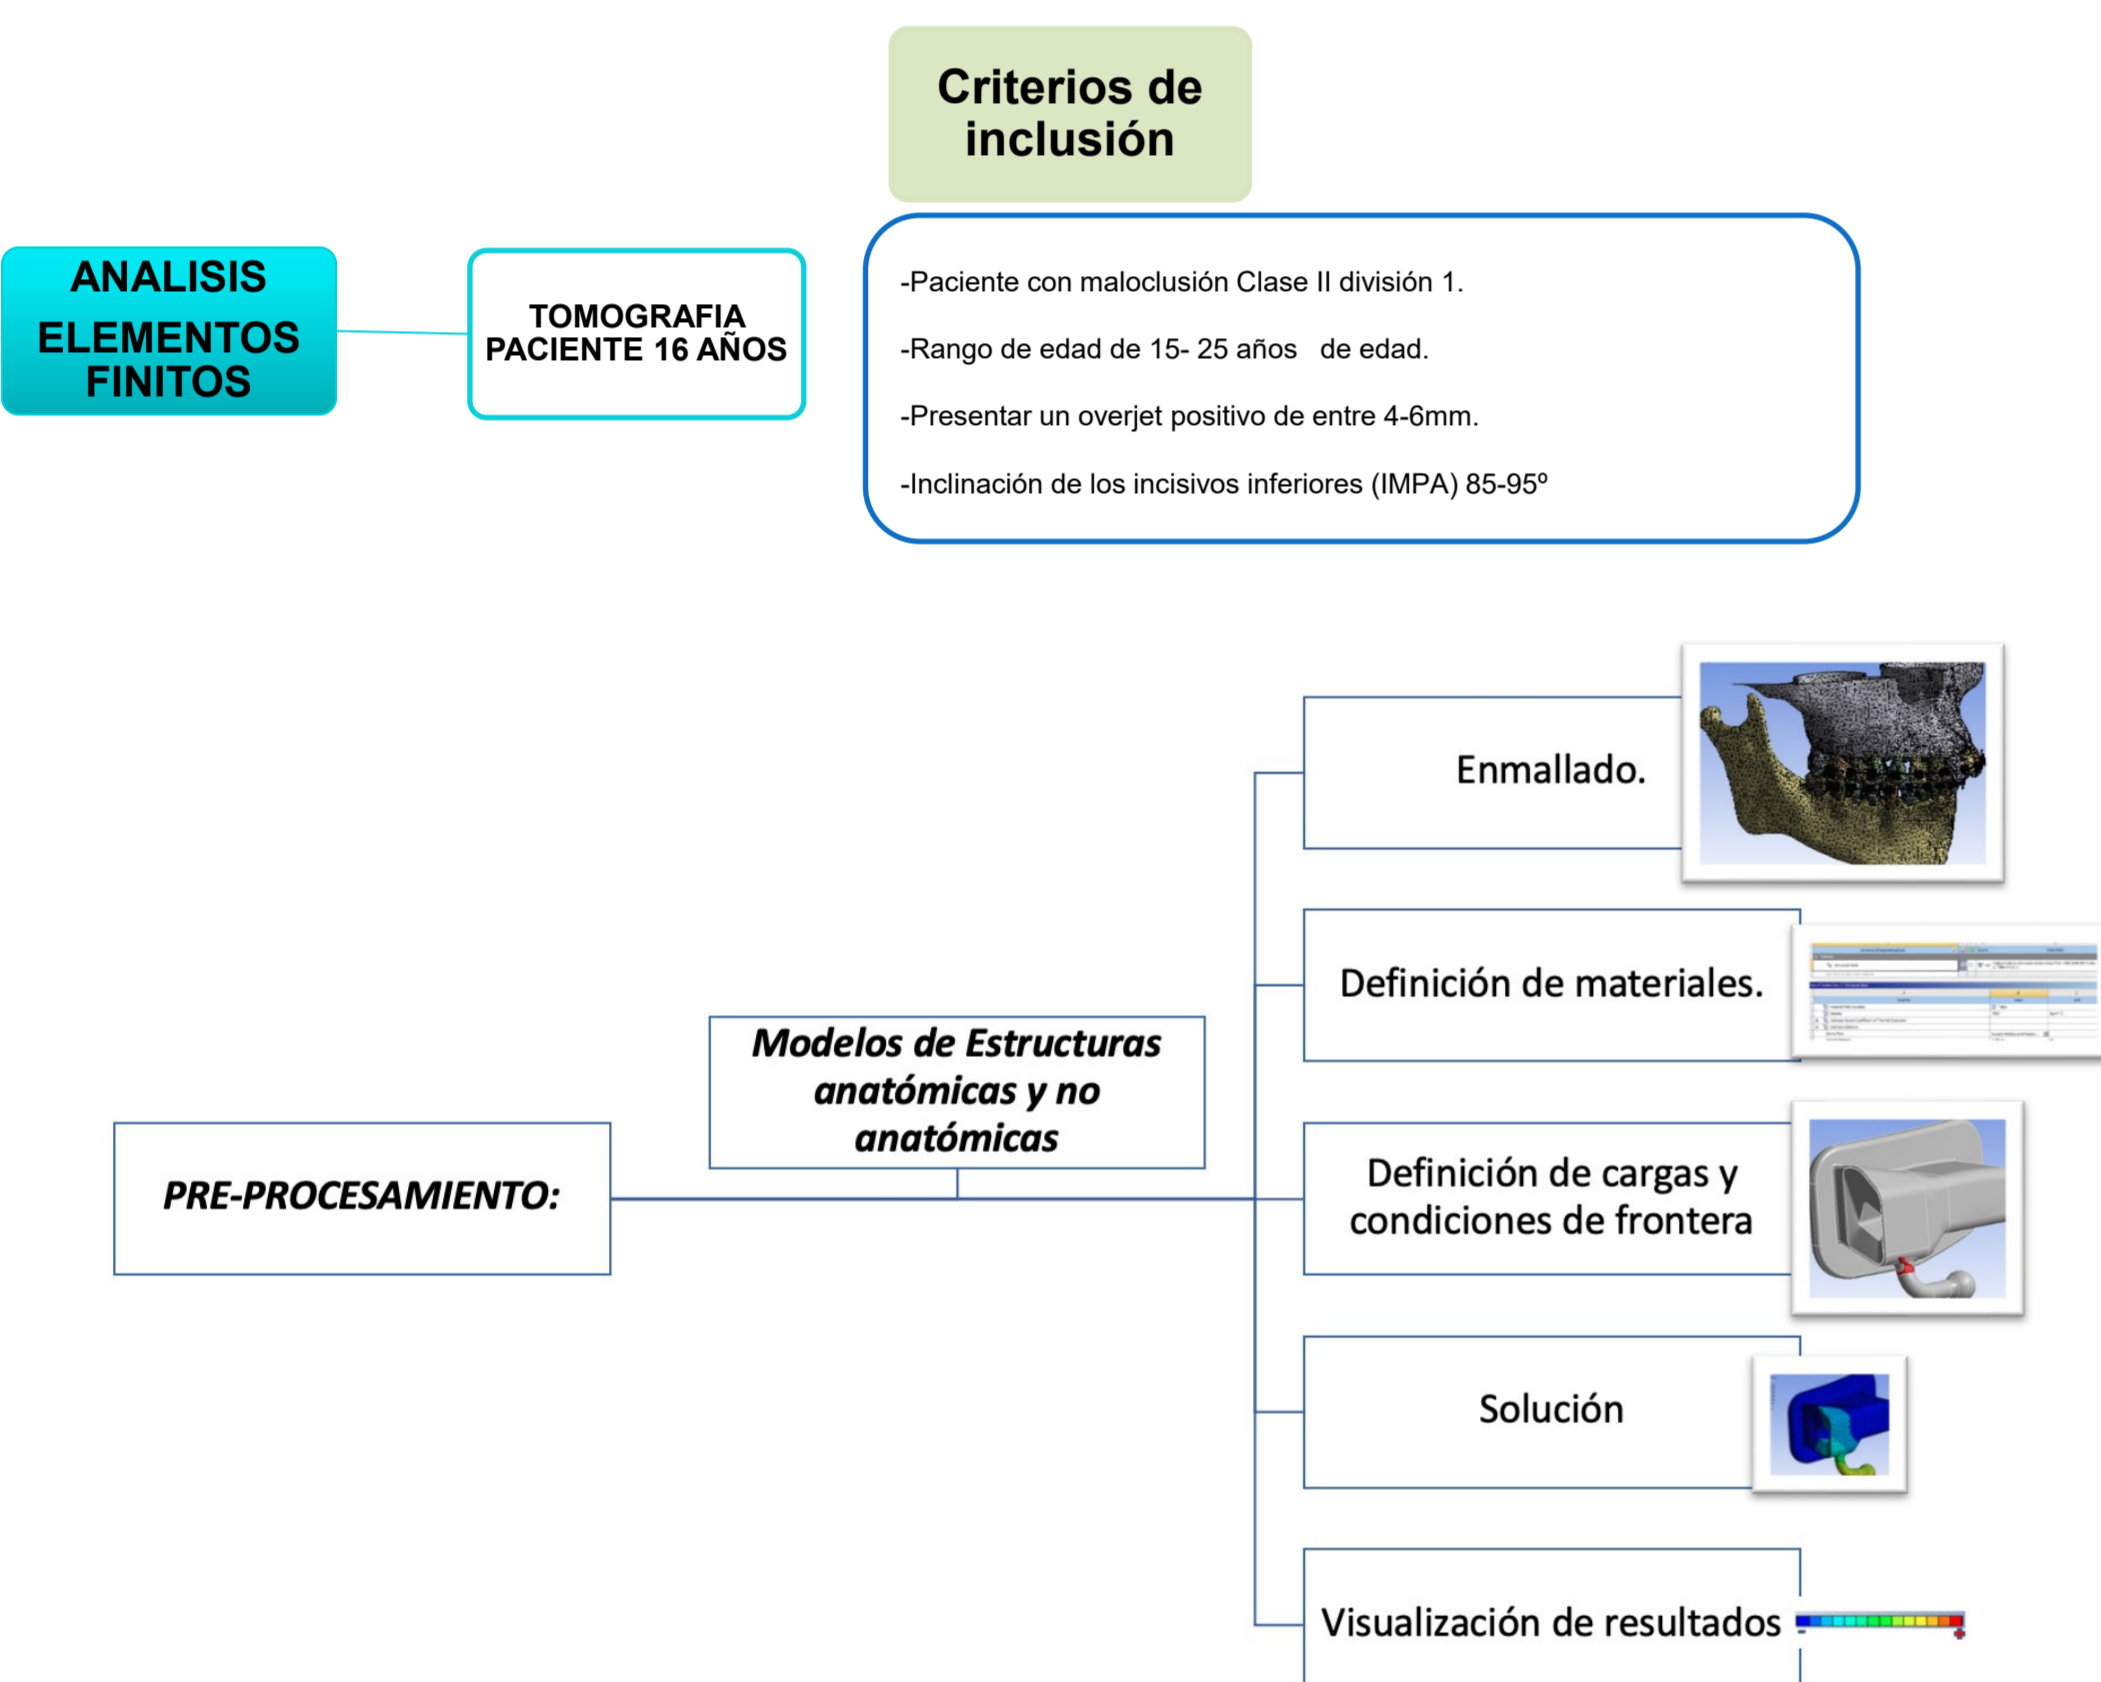 Criterios de
inclusión
ANALISIS
ELEMENTOS
FINITOS
TOMOGRAFIA
PACIENTE 16 AÑOS
-Paciente con maloclusión Clase II división 1.
-Rango de edad de 15- 25 años   de edad.
-Presentar un overjet positivo de entre 4-6mm.
-Inclinación de los incisivos inferiores (IMPA) 85-95º
Enmallado.
Definición de materiales.
Modelos de Estructuras
anatómicas y no
anatómicas
PRE-PROCESAMIENTO:
Definición de cargas y
condiciones de frontera
Solución
Visualización de resultados